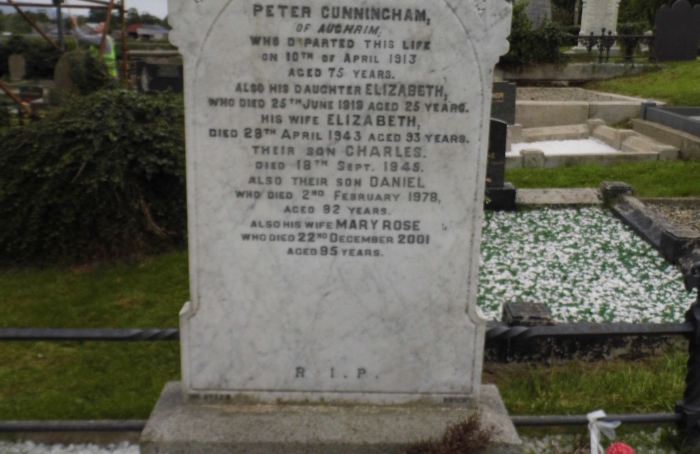 PETER CUNNINGHAM,
OF AUGHRIM,
WHO DEPARTED THIS LIFE
ON 10TH OF APRIL 1913
AGED 75 YEARS.
ALSO HIS DAUGHTER ELIZABETH,
WHO DIED 25TH JUNE 1919 AGED 25 YEARS.
HIS WIFE ELIZABETH,
DIED 28TH APRIL 1943 AGED 93 YEARS.
THEIR SON CHARLES.
DIED 18TH SEPT. 1945.
ALSO THEIR SON DANIEL
WHO DIED 2ND FEBRUARY 1978,
AGED 92 YEARS.
ALSO HIS WIFE MARY ROSE
WHO DIED 22ND DECEMBER 2001
AGED 95 YEARS.
R.I.P.